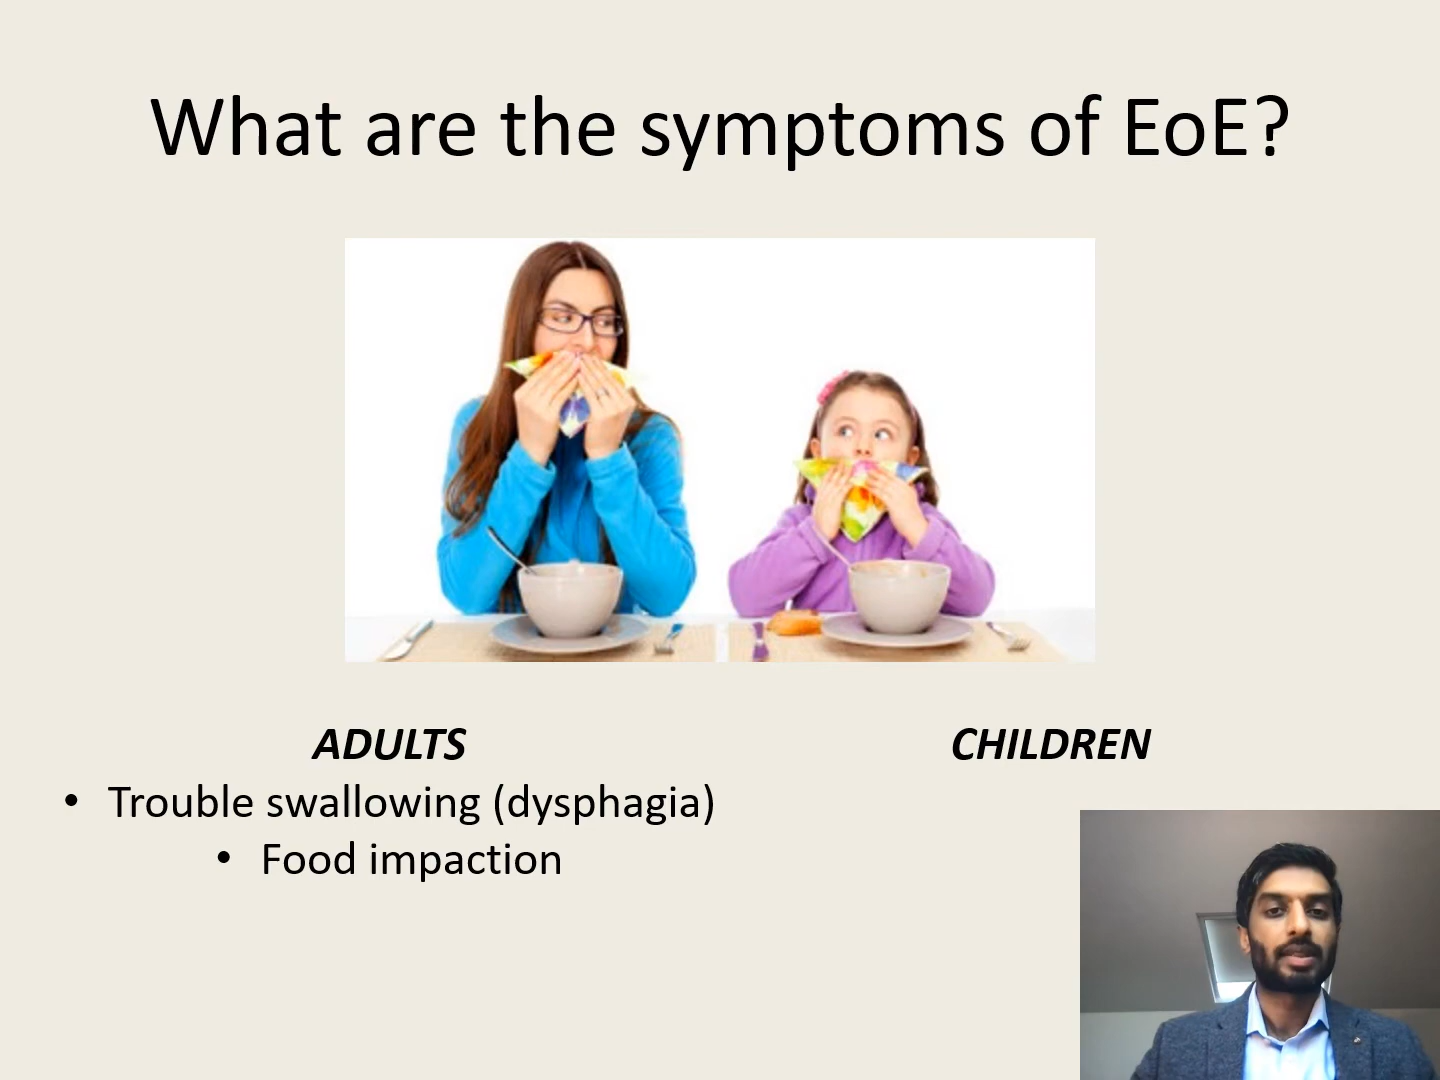 What are the symptoms of EoE?
ADULTS
• Trouble swallowing (dysphagia)
• Food impaction
CHILDREN